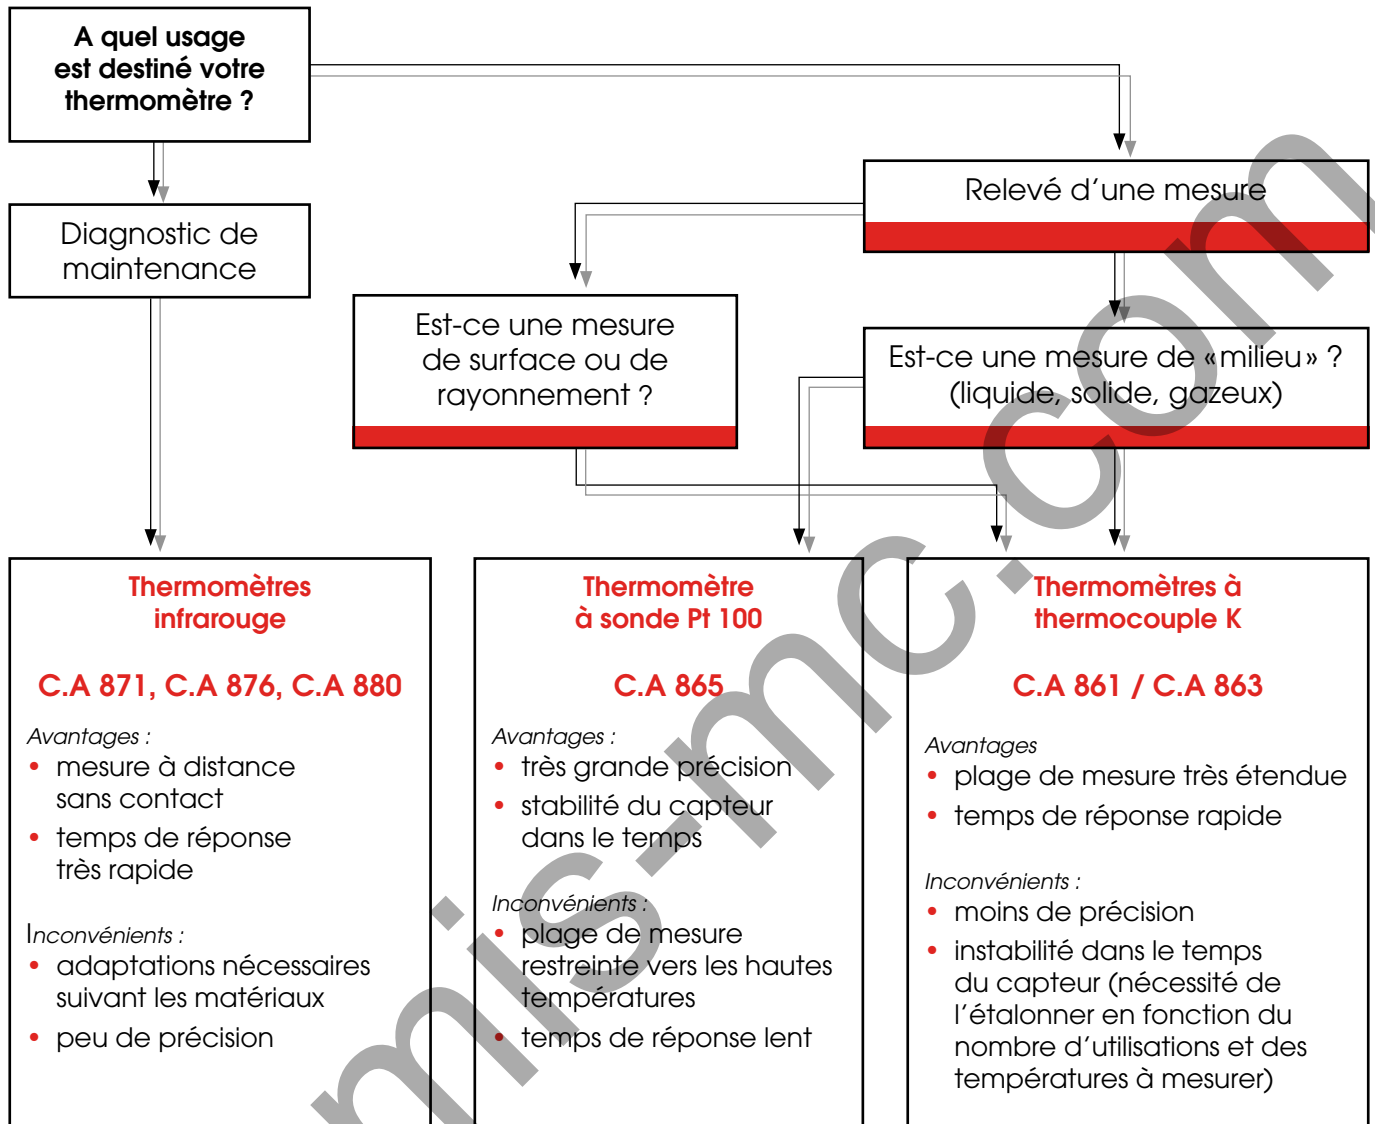 A quel usage
est destiné votre
thermomètre ?
Relevé d’une mesure
Diagnostic de
maintenance
Est-ce une mesure
de surface ou de
rayonnement ?
Est-ce une mesure de «milieu» ?
(liquide, solide, gazeux)
Thermomètres
infrarouge
C.A 871, C.A 876, C.A 880
Avantages :
• mesure à distance
sans contact
• temps de réponse
très rapide
Inconvénients :
• adaptations nécessaires
suivant les matériaux
• peu de précision
Thermomètre
à sonde Pt 100
C.A 865
Avantages :
• très grande précision
• stabilité du capteur
dans le temps
Inconvénients :
• plage de mesure
restreinte vers les hautes
températures
• temps de réponse lent
Thermomètres à
thermocouple K
C.A 861 / C.A 863
Avantages
• plage de mesure très étendue
• temps de réponse rapide
Inconvénients :
• moins de précision
• instabilité dans le temps
du capteur (nécessité de
l’étalonner en fonction du
nombre d’utilisations et des
températures à mesurer)
mis-mc.com